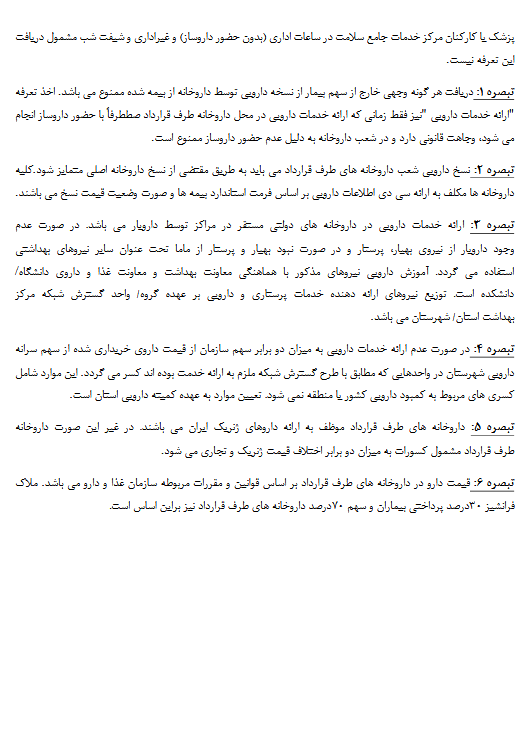 پزشک یا کارکنان مرکز خدمات جامع سلامت در ساعات اداری (بدون حضور داروساز) و غیراداری و شیفت شب مشمول دریافت
این تعرفه نیست.
تبصره ۱: دریافت هر گونه وجهی خارج از سهم بیمار از نسخه دارویی توسط داروخانه از بیمه شده ممنوع می باشد. اخذ تعرفه
"ارائه خدمات دارویی "نیز فقط زمانی که ارائه خدمات دارویی در محل داروخانه طرف قرارداد صطظرفاً با حضور داروساز انجام
می شود، وجاهت قانونی دارد و در شعب داروخانه به دلیل عدم حضور داروساز ممنوع است.
تبصره ۲: نسخ دارویی شعب داروخانه های طرف قرارداد می باید به طریق مقتضی از نسخ داروخانه اصلی متمایز شود.کلیه
داروخانه ها مکلف به ارائه سی دی اطلاعات دارویی بر اساس فرمت استاندارد بیمه ها و صورت وضعیت قیمت نسخ می باشند.
تبصره ۳: ارائه خدمات دارویی در داروخانه های دولتی مستقر در مراکز توسط دارویار می باشد. در صورت عدم
وجود دارویار از نیروی بهیار، پرستار و در صورت نبود بهیار و پرستار از ماما تحت عنوان سایر نیروهای بهداشتی
استفاده می گردد. آموزش دارویی نیروهای مذکور با هماهنگی معاونت بهداشت و معاونت غذا و داروی دانشگاه/
دانشکده است. توزیع نیروهای ارائه دهنده خدمات پرستاری و دارویی بر عهده گروه/ واحد گسترش شبکه مرکز
بهداشت استان/ شهرستان می باشد.
تبصره ۴: در صورت عدم ارائه خدمات دارویی به میزان دو برابر سهم سازمان از قیمت داروی خریداری شده از سهم سرانه
دارویی شهرستان در واحدهایی که مطابق با طرح گسترش شبکه ملزم به ارائه خدمت بوده اند کسر می گردد. این موارد شامل
کسری های مربوط به کمبود دارویی کشور یا منطقه نمی شود. تعیین موارد به عهده کمیته دارویی استان است.
تبصره ۵: داروخانه های طرف قرارداد موظف به ارائه داروهای ژنریک ایران می باشند. در غیر این صورت داروخانه
طرف قرارداد مشمول کسورات به میزان دو برابر اختلاف قیمت ژنریک و تجاری می شود.
تبصره ۶: قیمت دارو در داروخانه های طرف قرارداد بر اساس قوانین و مقررات مربوطه سازمان غذا و دارو می باشد. ملاک
فرانشیز ۳۰درصد پرداختی بیماران و سهم ۷۰درصد داروخانه های طرف قرارداد نیز براین اساس است.